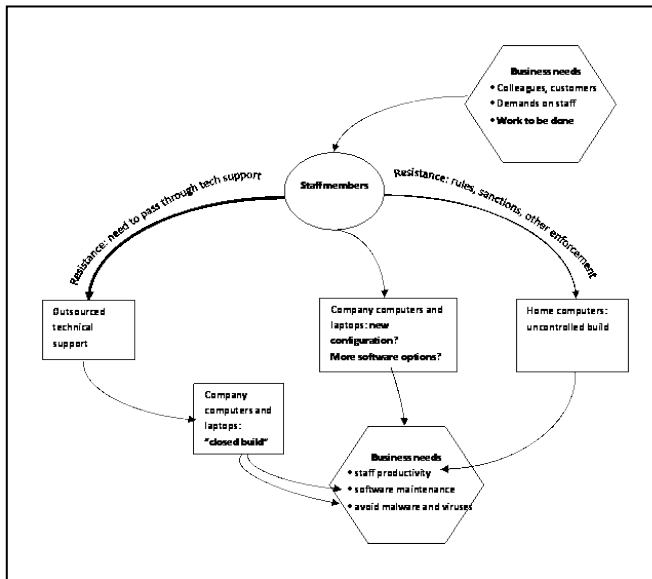 Business needs
• Colleagues, customers
• Demands on staff
• Work to be done
Staff members
Resistance: need to pass through tech support
Resistance: rules, sanctions, other enforcement
Outsourced
technical
support
Company computers and
laptops: new
configuration?
More software options?
Home computers:
uncontrolled build
Company
computers and
laptops:
"closed build"
Business needs
• staff productivity
• software maintenance
• avoid malware and viruses